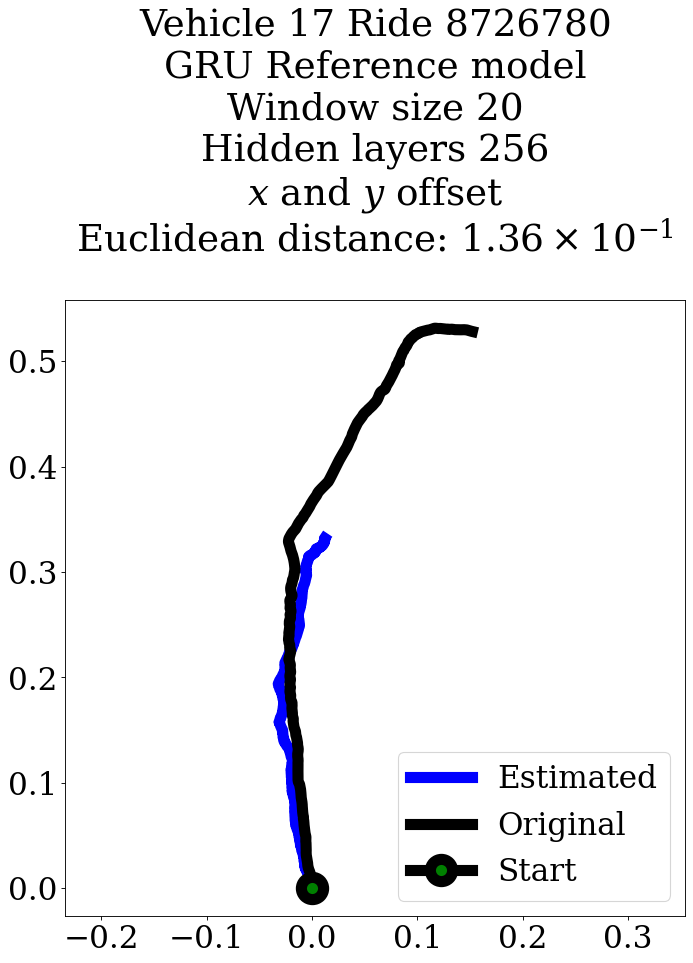 Vehicle 17 Ride 8726780
GRU Reference model
Window size 20
Hidden layers 256
x and y offset
Euclidean distance: 1.36 × 10⁻¹
0.5
0.4
0.3
0.2
0.1
0.0
Estimated
Original
Start
−0.2 −0.1 0.0 0.1 0.2 0.3